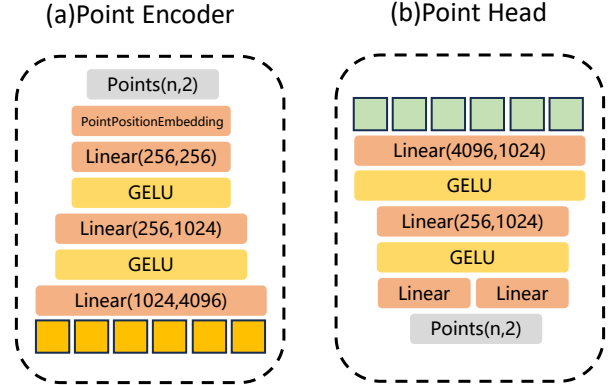 (a)Point Encoder
Points(n,2)
PointPositionEmbedding
Linear(256,256)
GELU
Linear(256,1024)
GELU
Linear(1024,4096)
(b)Point Head
Linear(4096,1024)
GELU
Linear(256,1024)
GELU
Linear Linear
Points(n,2)